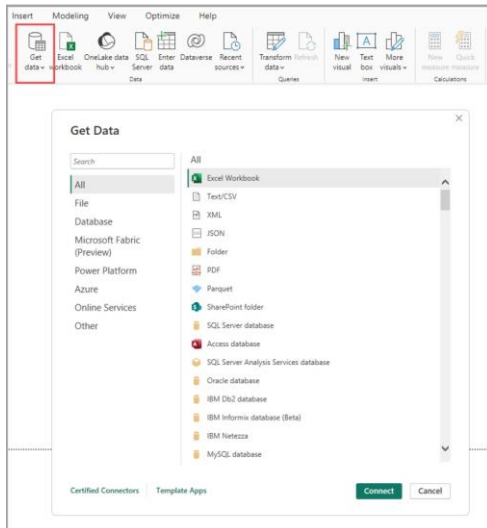 Insert Modeling View Optimize Help
Get Excel OneLake data SQL Enter Dataverse Recent Transform Refresh New Text More New Quick
data workbook hub Server data sources data visual box visuals measure measure
Data Queries Insert Calculations
Get Data
Search
All
File
Database
Microsoft Fabric
(Preview)
Power Platform
Azure
Online Services
Other
All
Excel Workbook
Text/CSV
XML
JSON
Folder
PDF
Parquet
SharePoint folder
SQL Server database
Access database
SQL Server Analysis Services database
Oracle database
IBM Db2 database
IBM Informix database (Beta)
IBM Netezza
MySQL database
Certified Connectors Template Apps Connect Cancel